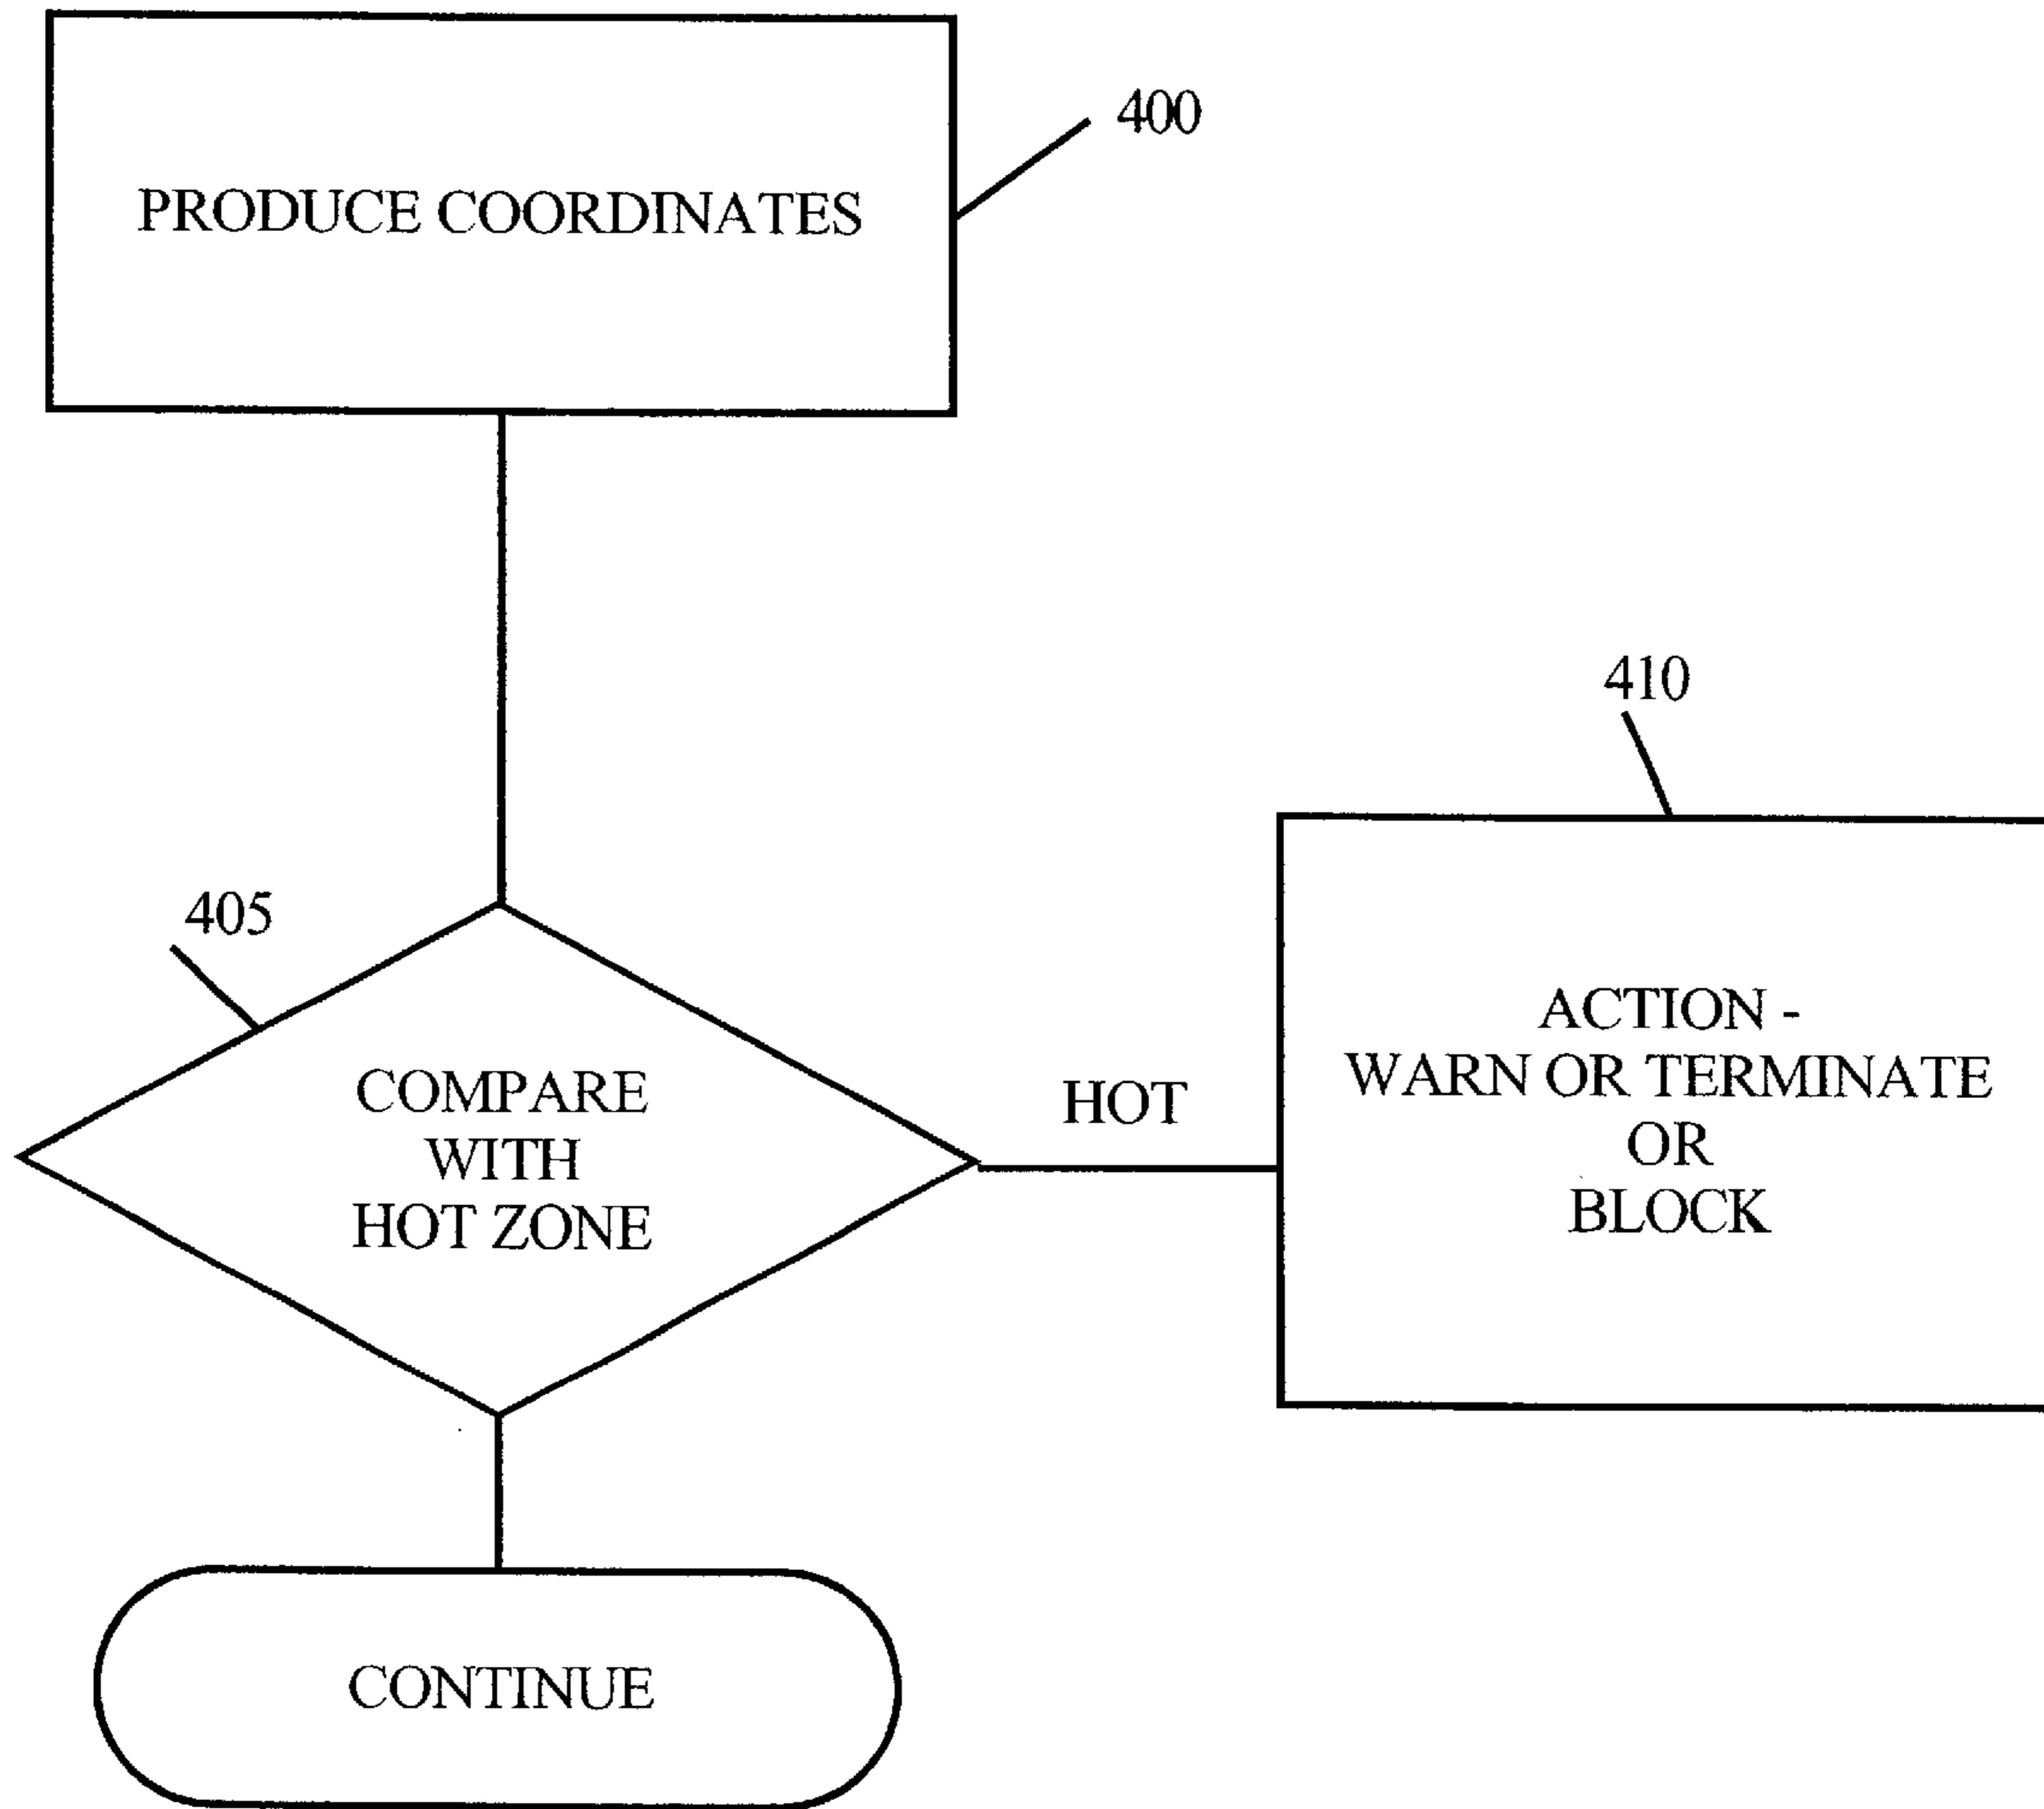 400
PRODUCE COORDINATES
410
405
COMPARE
WITH
HOT ZONE
HOT
ACTION -
WARN OR TERMINATE
OR
BLOCK
CONTINUE